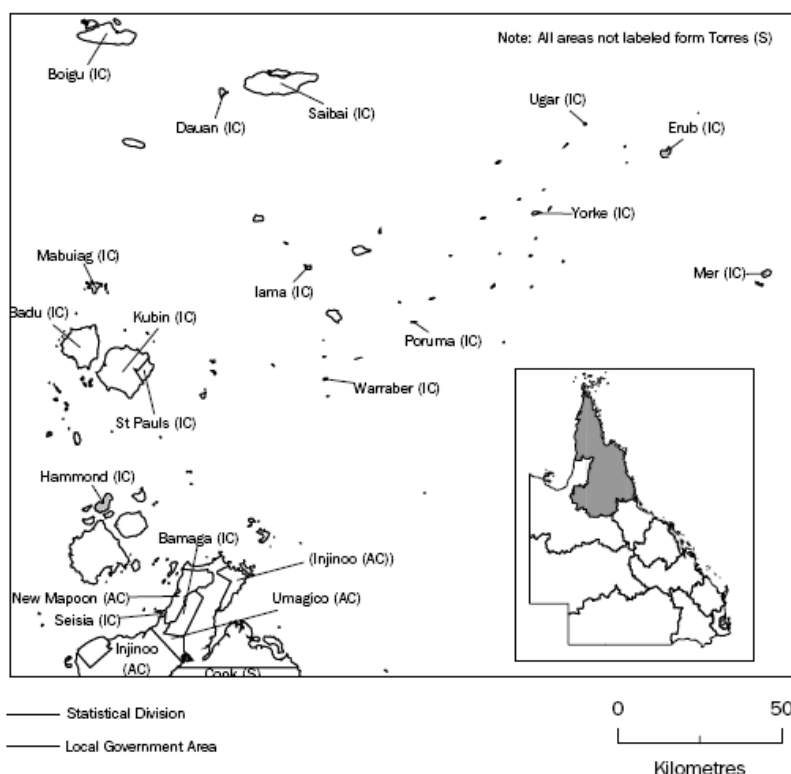 Note: All areas not labeled form Torres (S)
Boigu (IC)
Dauan (IC)
Saibai (IC)
Ugar (IC)
Erub (IC)
Yorke (IC)
Mabuiag (IC)
Iama (IC)
Mer (IC)
Badu (IC)
Kubin (IC)
Poruma (IC)
Warraber (IC)
St Pauls (IC)
Hammond (IC)
Bamaga (IC)
(Injinoo (AC))
New Mapoon (AC)
Umagico (AC)
Seisia (IC)
Injinoo
(AC)
Cook (S)
Statistical Division
Local Government Area
0 50
Kilometres